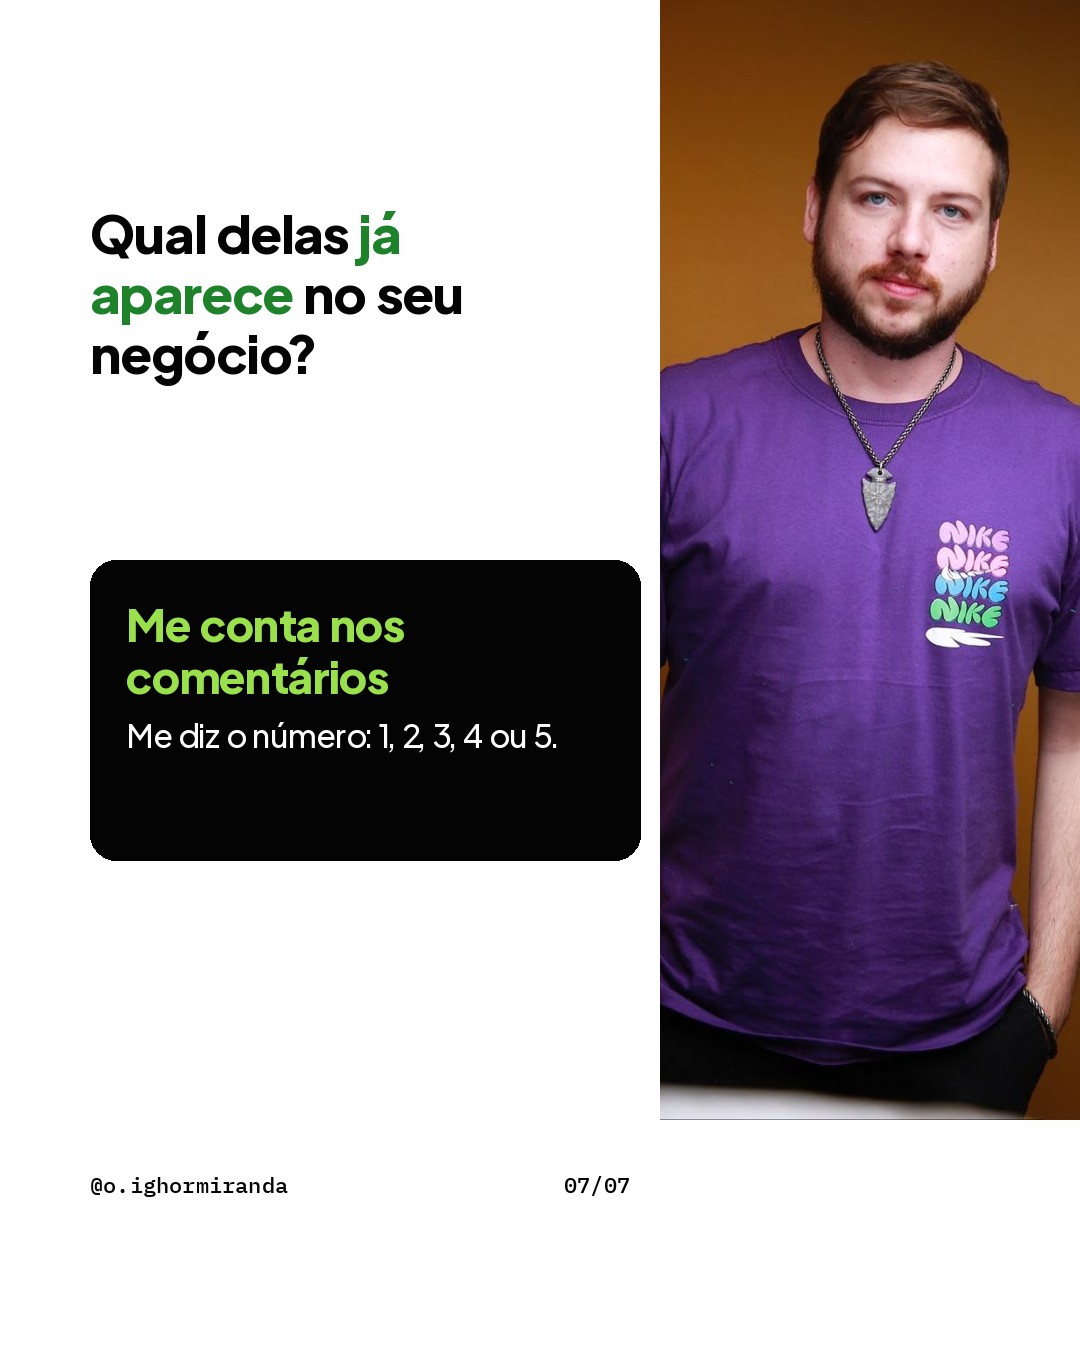 Qual delas já
aparece no seu
negócio?
Me conta nos
comentários
Me diz o número: 1, 2, 3, 4 ou 5.
NIKE
NIKE
NIKE
NIKE
@o.ighormiranda
07/07